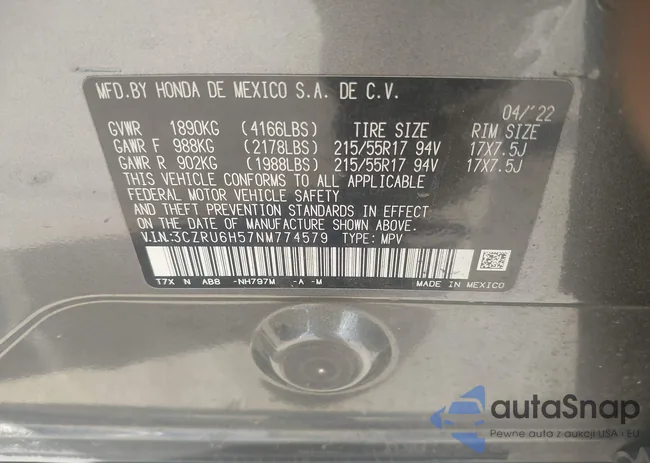 MFD.BY HONDA DE MEXICO S.A. DE C.V.
04/'22
GVWR 1890KG (4166LBS) TIRE SIZE RIM SIZE
GAWR F 988KG (2178LBS) 215/55R17 94V 17X7.5J
GAWR R 902KG (1988LBS) 215/55R17 94V 17X7.5J
THIS VEHICLE CONFORMS TO ALL APPLICABLE
FEDERAL MOTOR VEHICLE SAFETY
AND THEFT PREVENTION STANDARDS IN EFFECT
ON THE DATE OF MANUFACTURE SHOWN ABOVE.
V.I.N:3CZRU6H57NM774579 TYPE: MPV
T7X N AB8 -NH797M -A -M MADE IN MEXICO
autaSnap
Pewne auta z aukcji USA - EU